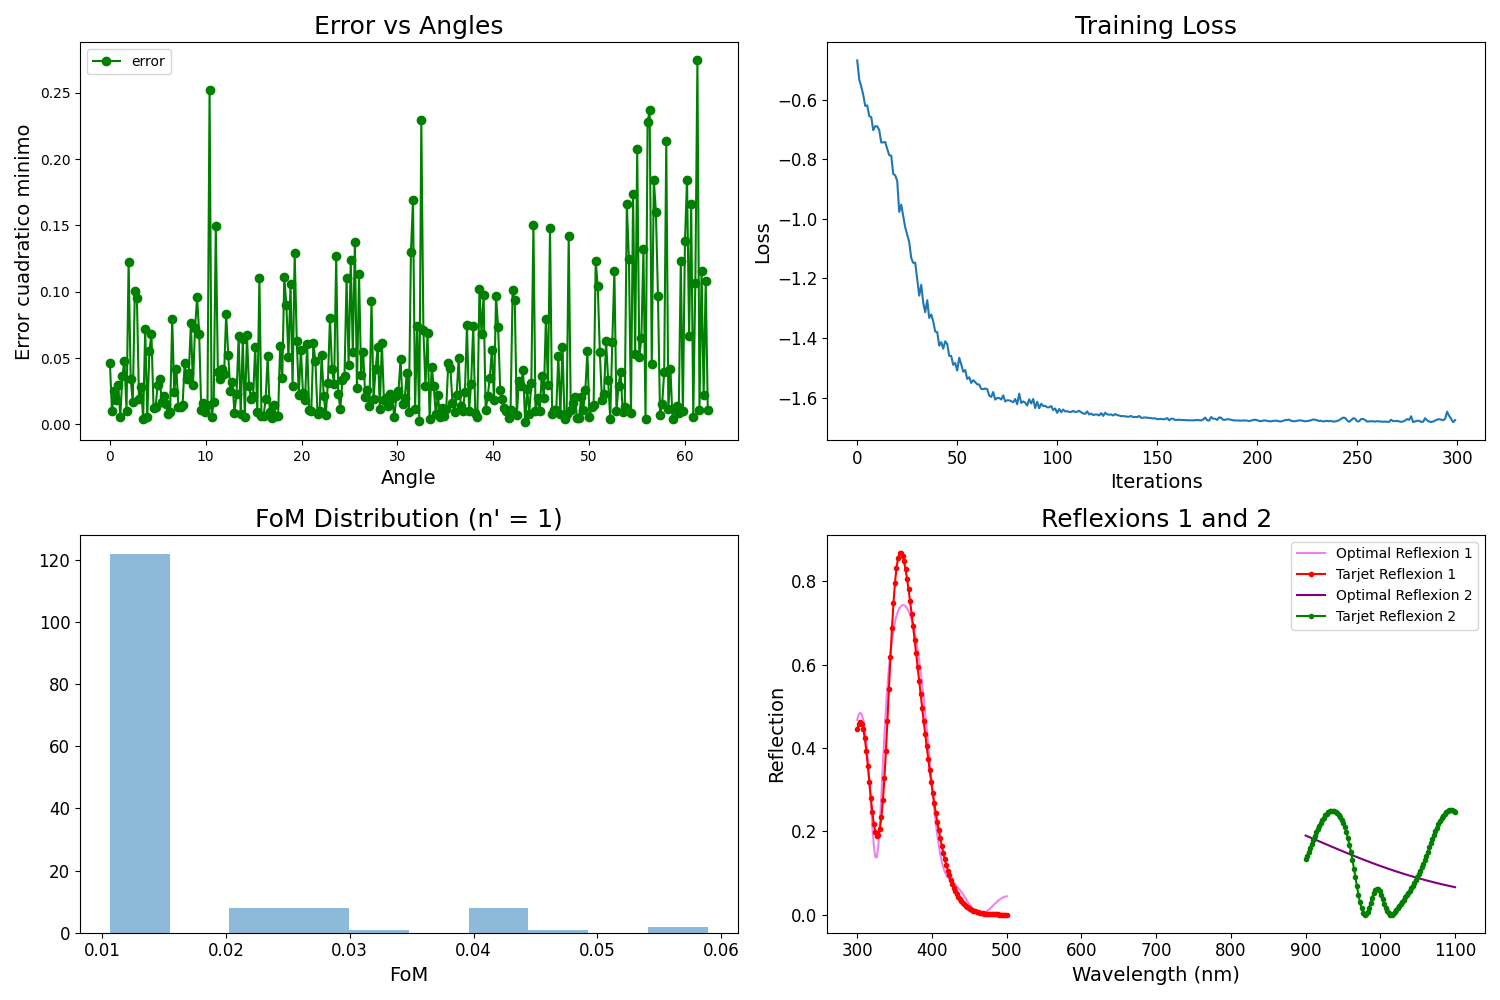 Error vs Angles
error
Error cuadratico minimo
0.25
0.20
0.15
0.10
0.05
0.00
0 10 20 30 40 50 60
Angle
Training Loss
Loss
−0.6
−0.8
−1.0
−1.2
−1.4
−1.6
0 50 100 150 200 250 300
Iterations
FoM Distribution (n' = 1)
120
100
80
60
40
20
0
0.01 0.02 0.03 0.04 0.05 0.06
FoM
Reflexions 1 and 2
Optimal Reflexion 1
Tarjet Reflexion 1
Optimal Reflexion 2
Tarjet Reflexion 2
Reflection
0.8
0.6
0.4
0.2
0.0
300 400 500 600 700 800 900 1000 1100
Wavelength (nm)